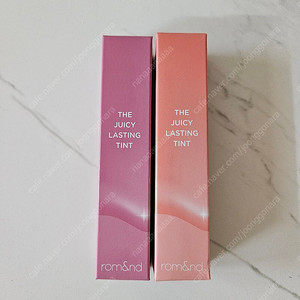 THE
JUICY
LASTING
TINT
rom&nd
THE
JUICY
LASTING
TINT
rom&nd